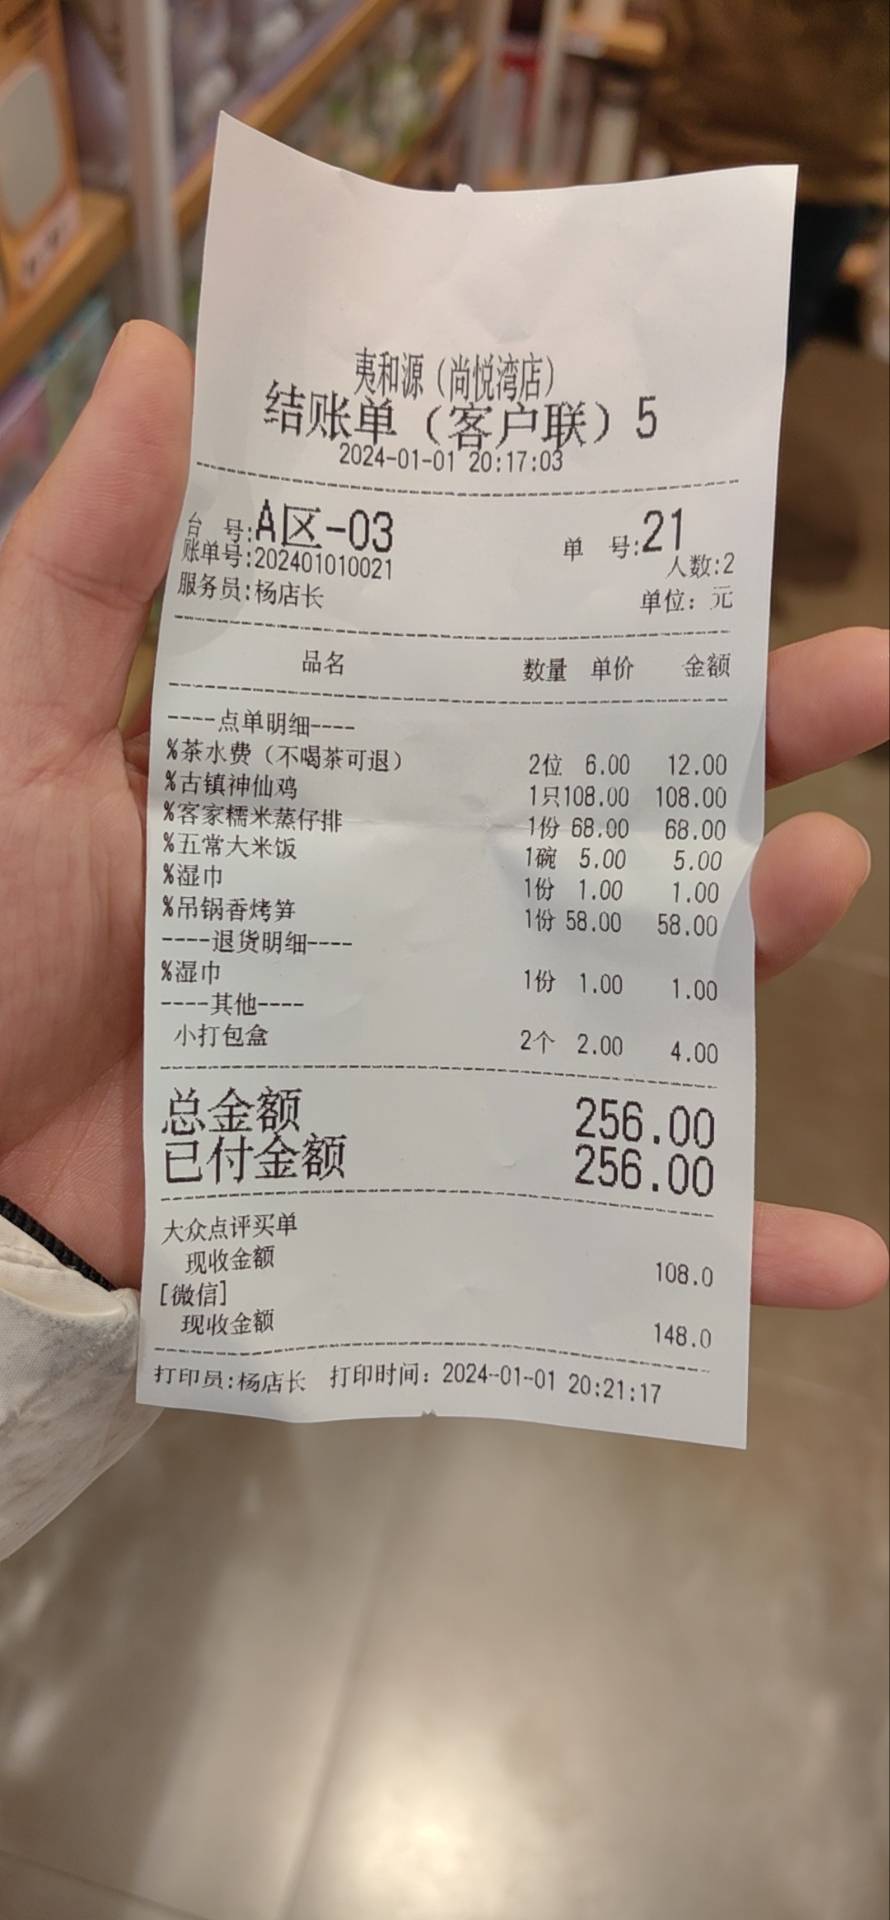 夷和源（尚悦湾店）
结账单（客户联）5
2024-01-01 20:17:03
台 号:A区-03 单 号:21
账单号:202401010021 人数:2
服务员:杨店长 单位: 元
品名 数量 单价 金额
----点单明细----
%茶水费（不喝茶可退） 2位 6.00 12.00
%古镇神仙鸡 1只108.00 108.00
%客家糯米蒸仔排 1份 68.00 68.00
%五常大米饭 1碗 5.00 5.00
%湿巾 1份 1.00 1.00
%吊锅香烤笋 1份 58.00 58.00
----退货明细----
%湿巾 1份 1.00 1.00
----其他----
小打包盒 2个 2.00 4.00
总金额 256.00
已付金额 256.00
大众点评买单
现收金额 108.0
[微信]
现收金额 148.0
打印员:杨店长 打印时间: 2024-01-01 20:21:17